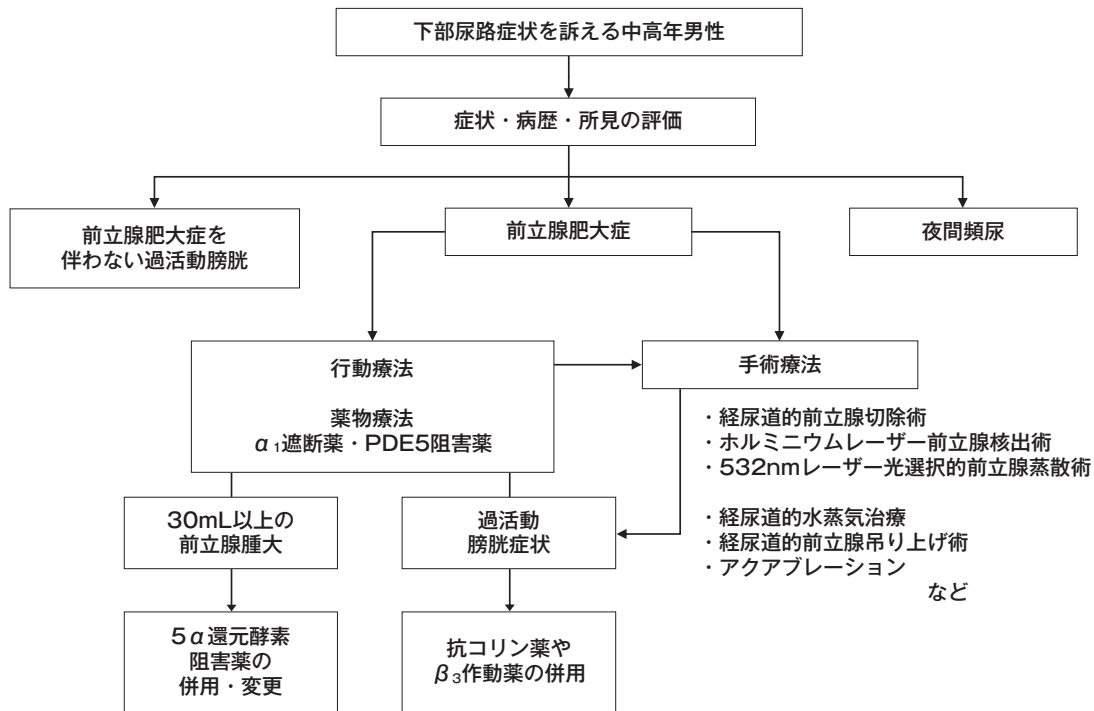 下部尿路症状を訴える中高年男性
症状・病歴・所見の評価
前立腺肥大症を
伴わない過活動膀胱
前立腺肥大症
夜間頻尿
行動療法
薬物療法
α₁遮断薬・PDE5阻害薬
手術療法
・経尿道的前立腺切除術
・ホルミニウムレーザー前立腺核出術
・532nmレーザー光選択的前立腺蒸散術
・経尿道的水蒸気治療
・経尿道的前立腺吊り上げ術
・アクアブレーション
など
30mL以上の
前立腺腫大
過活動
膀胱症状
5α還元酵素
阻害薬の
併用・変更
抗コリン薬や
β₃作動薬の併用